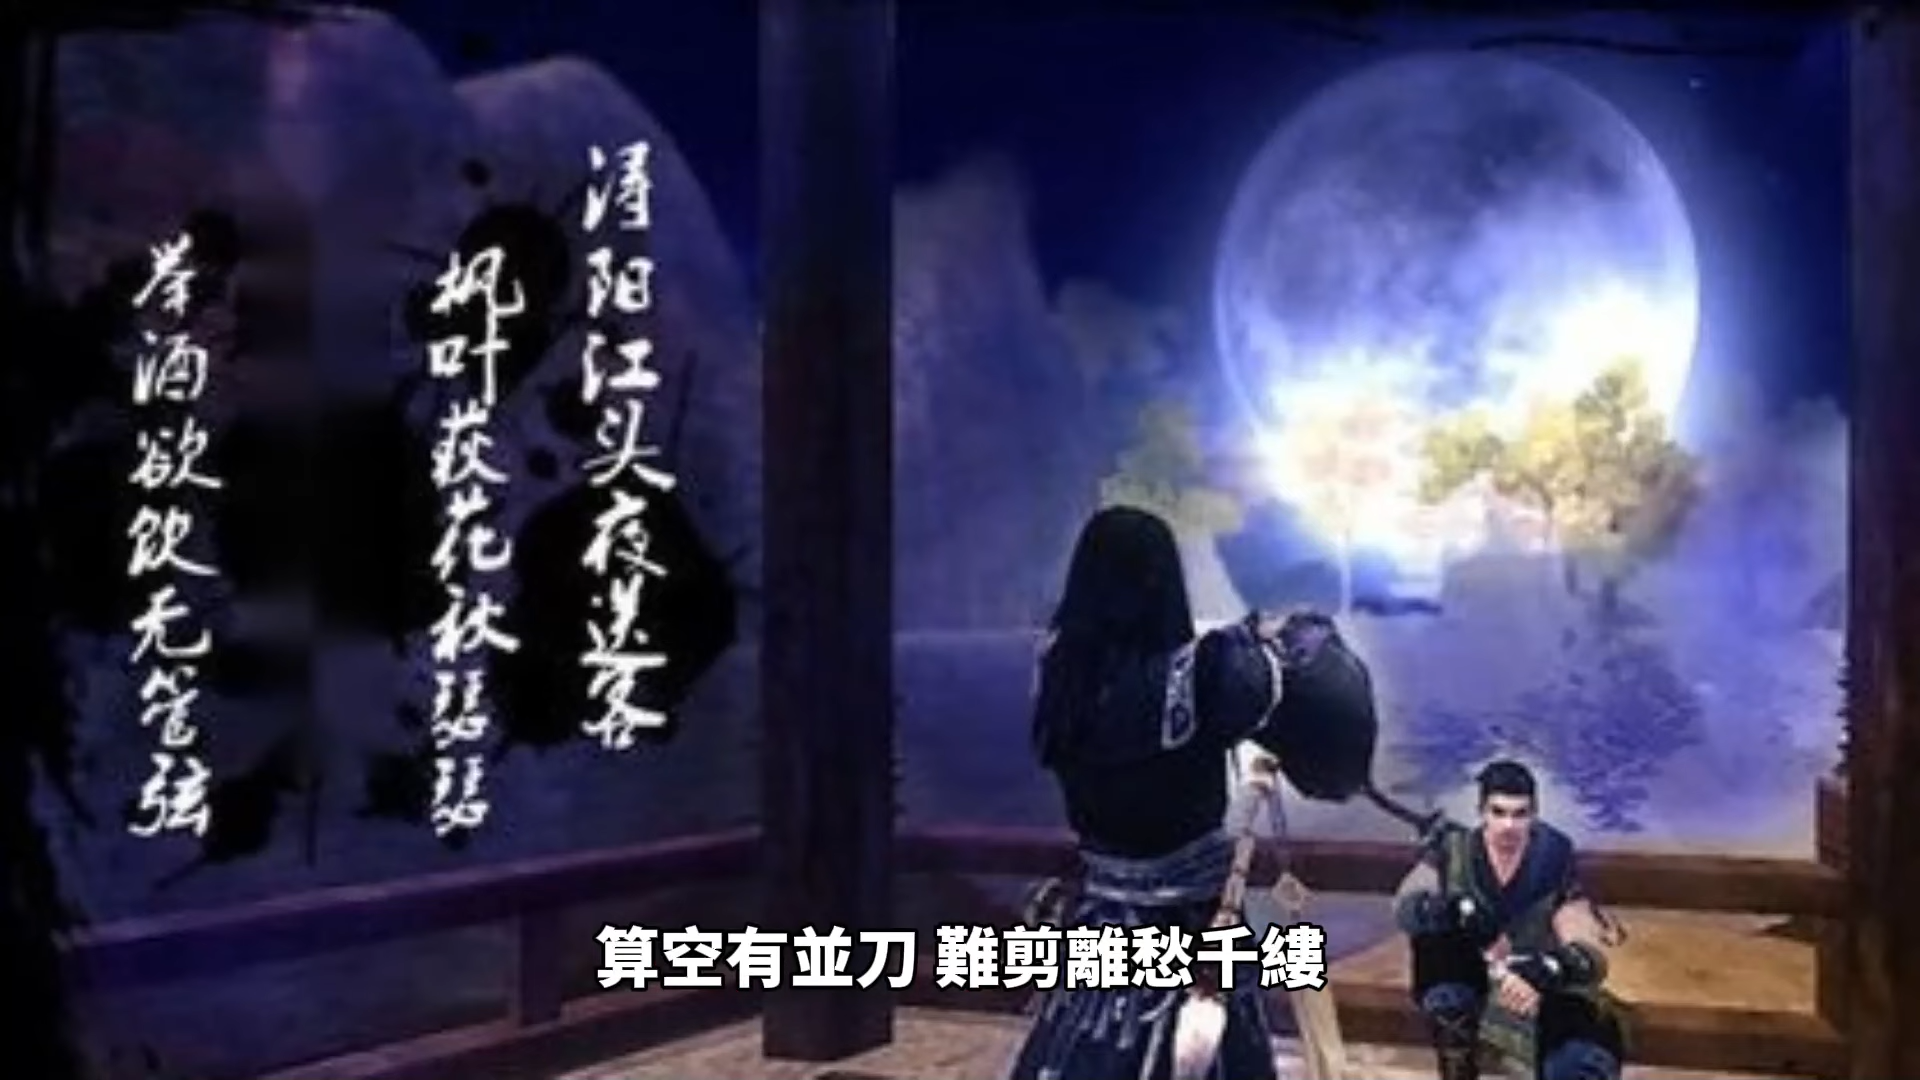 浔阳江头夜送客
枫叶荻花秋瑟瑟
举酒欲饮无管弦
算空有並刀 難剪離愁千縷